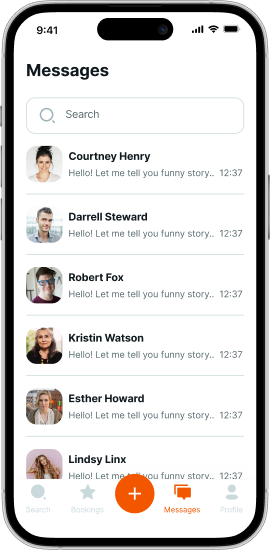 9:41
Messages
Search
Courtney Henry
Hello! Let me tell you funny story.. 12:37
Darrell Steward
Hello! Let me tell you funny story.. 12:37
Robert Fox
Hello! Let me tell you funny story.. 12:37
Kristin Watson
Hello! Let me tell you funny story.. 12:37
Esther Howard
Hello! Let me tell you funny story.. 12:37
Lindsy Linx
Hello! Let me tell you funny story.. 12:37
Search Bookings Messages Profile